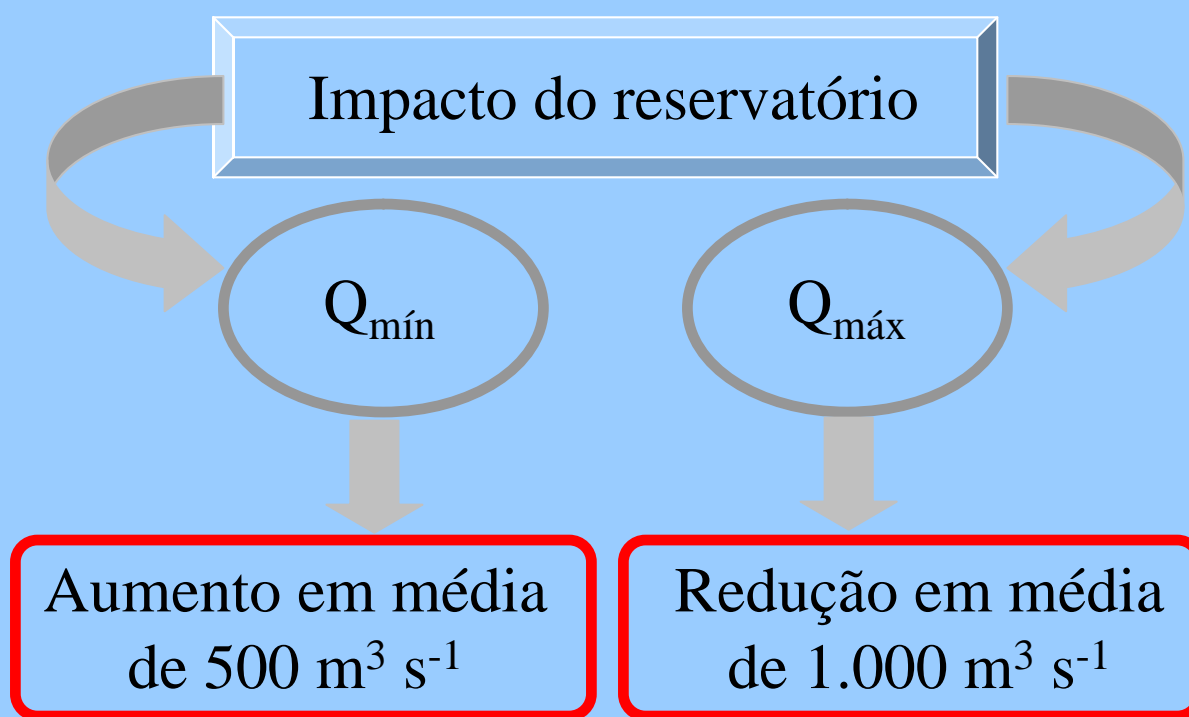 Impacto do reservatório
Qmín
Qmáx
Aumento em média
de 500 m³ s⁻¹
Redução em média
de 1.000 m³ s⁻¹